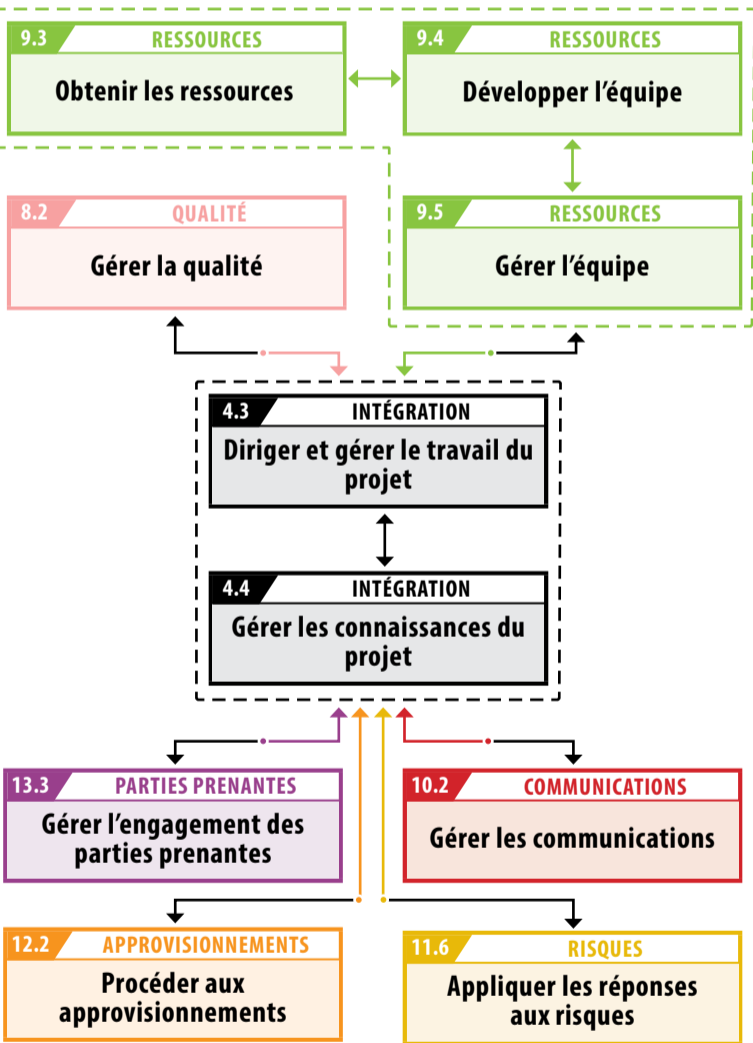 9.3 RESSOURCES
Obtenir les ressources
9.4 RESSOURCES
Développer l’équipe
8.2 QUALITÉ
Gérer la qualité
9.5 RESSOURCES
Gérer l’équipe
4.3 INTÉGRATION
Diriger et gérer le travail du
projet
4.4 INTÉGRATION
Gérer les connaissances du
projet
13.3 PARTIES PRENANTES
Gérer l’engagement des
parties prenantes
10.2 COMMUNICATIONS
Gérer les communications
12.2 APPROVISIONNEMENTS
Procéder aux
approvisionnements
11.6 RISQUES
Appliquer les réponses
aux risques